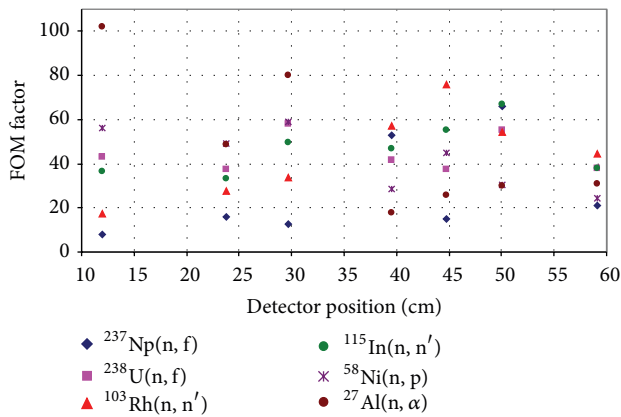 FOM factor
100
80
60
40
20
0
10 15 20 25 30 35 40 45 50 55 60
Detector position (cm)
²³⁷Np(n, f) ¹¹⁵In(n, n′)
²³⁸U(n, f) ⁵⁸Ni(n, p)
¹⁰³Rh(n, n′) ²⁷Al(n, α)